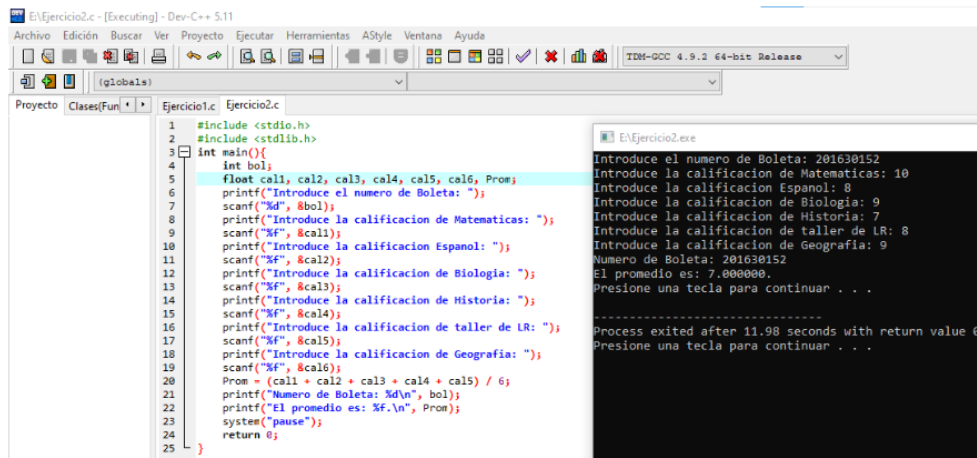 E:\Ejercicio2.c - [Executing] - Dev-C++ 5.11
Archivo Edición Buscar Ver Proyecto Ejecutar Herramientas AStyle Ventana Ayuda
TDM-GCC 4.9.2 64-bit Release
(globals)
Proyecto Clases(Fun Ejercicio1.c Ejercicio2.c
1 #include <stdio.h>
2 #include <stdlib.h>
3 int main(){
4 int bol;
5 float cal1, cal2, cal3, cal4, cal5, cal6, Prom;
6 printf("Introduce el numero de Boleta: ");
7 scanf("%d", &bol);
8 printf("Introduce la calificacion de Matematicas: ");
9 scanf("%f", &cal1);
10 printf("Introduce la calificacion Espanol: ");
11 scanf("%f", &cal2);
12 printf("Introduce la calificacion de Biologia: ");
13 scanf("%f", &cal3);
14 printf("Introduce la calificacion de Historia: ");
15 scanf("%f", &cal4);
16 printf("Introduce la calificacion de taller de LR: ");
17 scanf("%f", &cal5);
18 printf("Introduce la calificacion de Geografia: ");
19 scanf("%f", &cal6);
20 Prom = (cal1 + cal2 + cal3 + cal4 + cal5) / 6;
21 printf("Numero de Boleta: %d\n", bol);
22 printf("El promedio es: %f.\n", Prom);
23 system("pause");
24 return 0;
25 }
E:\Ejercicio2.exe
Introduce el numero de Boleta: 201630152
Introduce la calificacion de Matematicas: 10
Introduce la calificacion Espanol: 8
Introduce la calificacion de Biologia: 9
Introduce la calificacion de Historia: 7
Introduce la calificacion de taller de LR: 8
Introduce la calificacion de Geografia: 9
Numero de Boleta: 201630152
El promedio es: 7.000000.
Presione una tecla para continuar . . .
--------------------------------
Process exited after 11.98 seconds with return value 0
Presione una tecla para continuar . . .